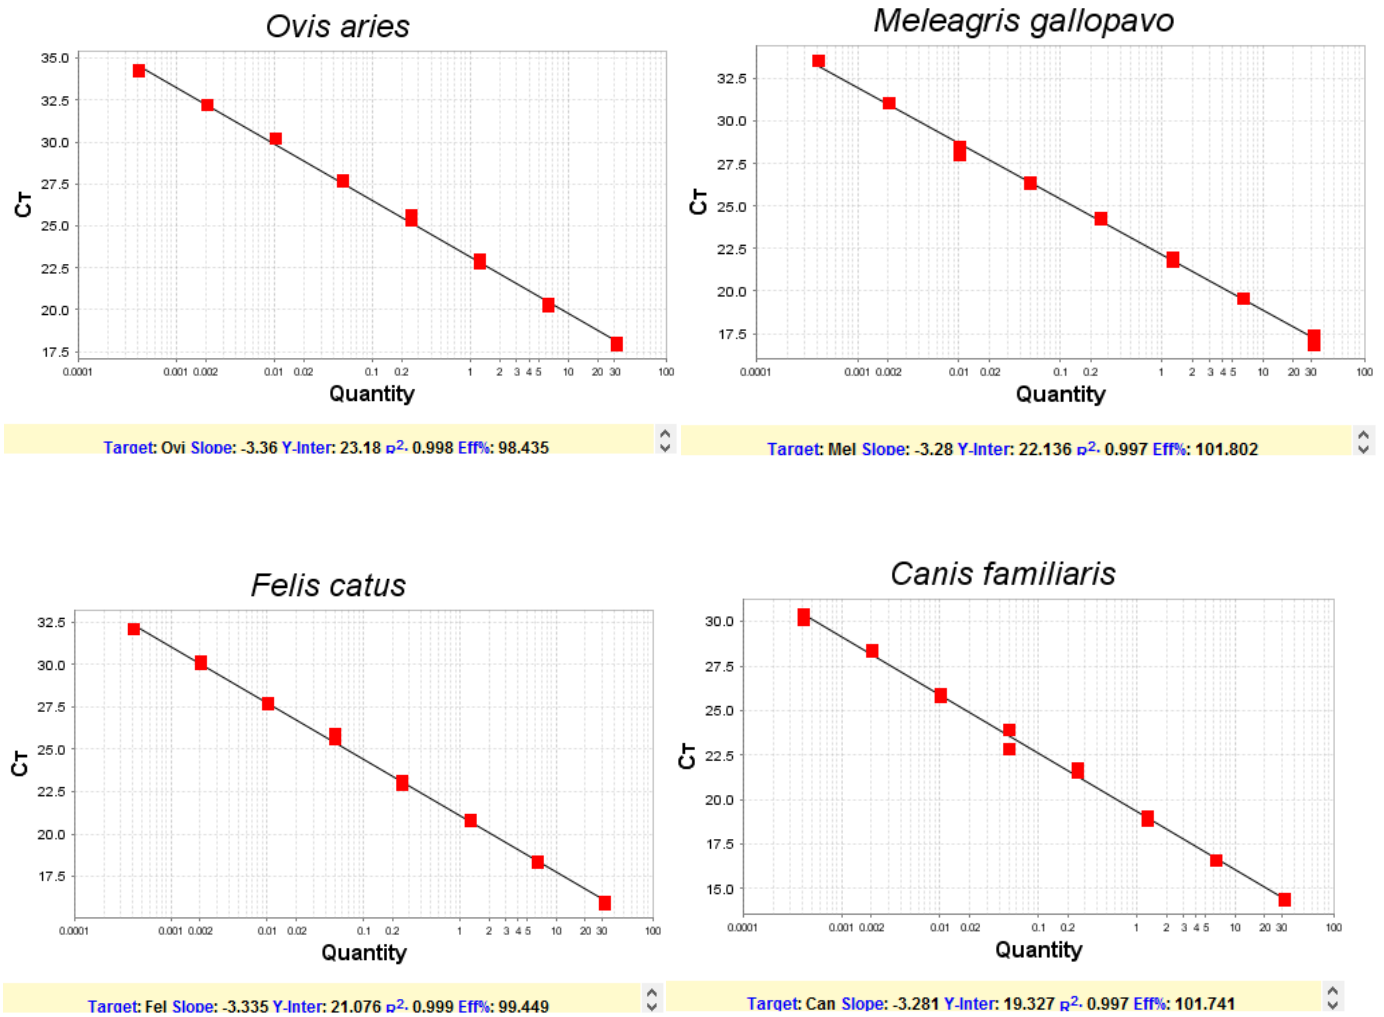 Ovis aries
35.0
32.5
30.0
27.5
25.0
22.5
20.0
17.5
CT
0.0001 0.001 0.002 0.01 0.02 0.1 0.2 1 2 3 4 5 10 20 30 100
Quantity
Target: Ovi Slope: -3.36 Y-Inter: 23.18 R²: 0.998 Eff%: 98.435
Meleagris gallopavo
32.5
30.0
27.5
25.0
22.5
20.0
17.5
CT
0.0001 0.001 0.002 0.01 0.02 0.1 0.2 1 2 3 4 5 10 20 30 100
Quantity
Target: Mel Slope: -3.28 Y-Inter: 22.136 R²: 0.997 Eff%: 101.802
Felis catus
32.5
30.0
27.5
25.0
22.5
20.0
17.5
CT
0.0001 0.001 0.002 0.01 0.02 0.1 0.2 1 2 3 4 5 10 20 30 100
Quantity
Target: Fel Slope: -3.335 Y-Inter: 21.076 R²: 0.999 Eff%: 99.449
Canis familiaris
30.0
27.5
25.0
22.5
20.0
17.5
15.0
CT
0.0001 0.001 0.002 0.01 0.02 0.1 0.2 1 2 3 4 5 10 20 30 100
Quantity
Target: Can Slope: -3.281 Y-Inter: 19.327 R²: 0.997 Eff%: 101.741